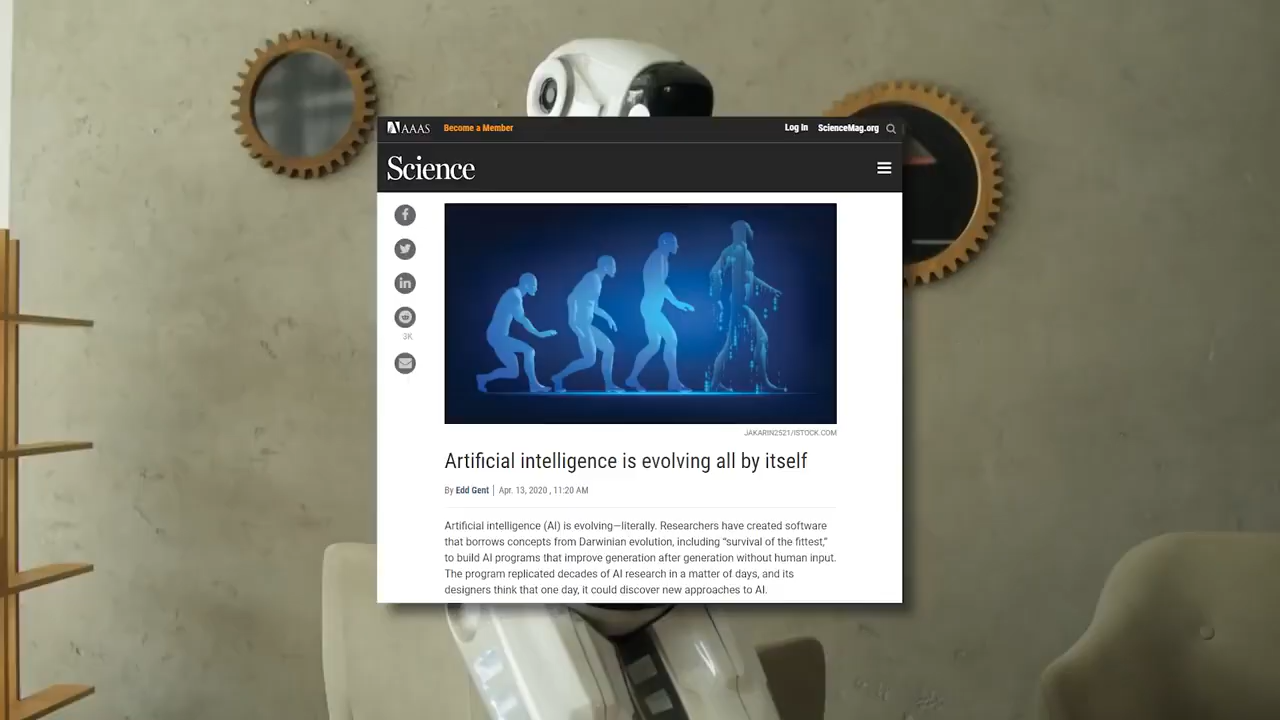 AAAS Become a Member Log In ScienceMag.org
Science
3K
JAKARIN2521/ISTOCK.COM
Artificial intelligence is evolving all by itself
By Edd Gent | Apr. 13, 2020 , 11:20 AM
Artificial intelligence (AI) is evolving—literally. Researchers have created software
that borrows concepts from Darwinian evolution, including “survival of the fittest,”
to build AI programs that improve generation after generation without human input.
The program replicated decades of AI research in a matter of days, and its
designers think that one day, it could discover new approaches to AI.